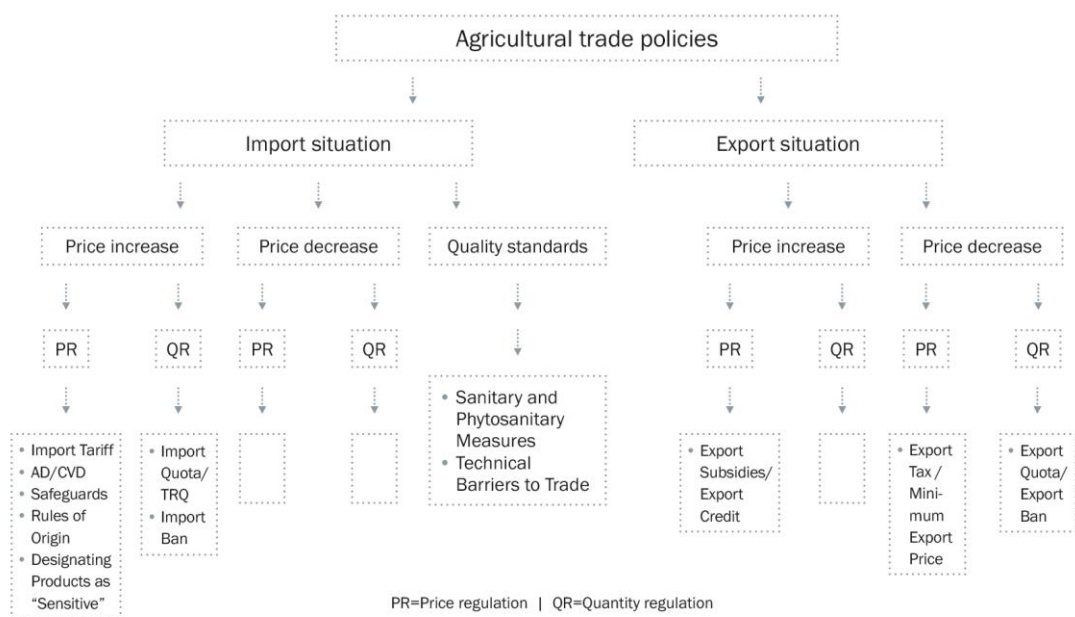 Agricultural trade policies
Import situation
Export situation
Price increase
Price decrease
Quality standards
Price increase
Price decrease
PR
QR
PR
QR
PR
QR
PR
QR
• Import Tariff
• AD/CVD
• Safeguards
• Rules of
Origin
• Designating
Products as
“Sensitive”
• Import
Quota/
TRQ
• Import
Ban
• Sanitary and
Phytosanitary
Measures
• Technical
Barriers to Trade
• Export
Subsidies/
Export
Credit
• Export
Tax /
Mini-
mum
Export
Price
• Export
Quota/
Export
Ban
PR=Price regulation | QR=Quantity regulation